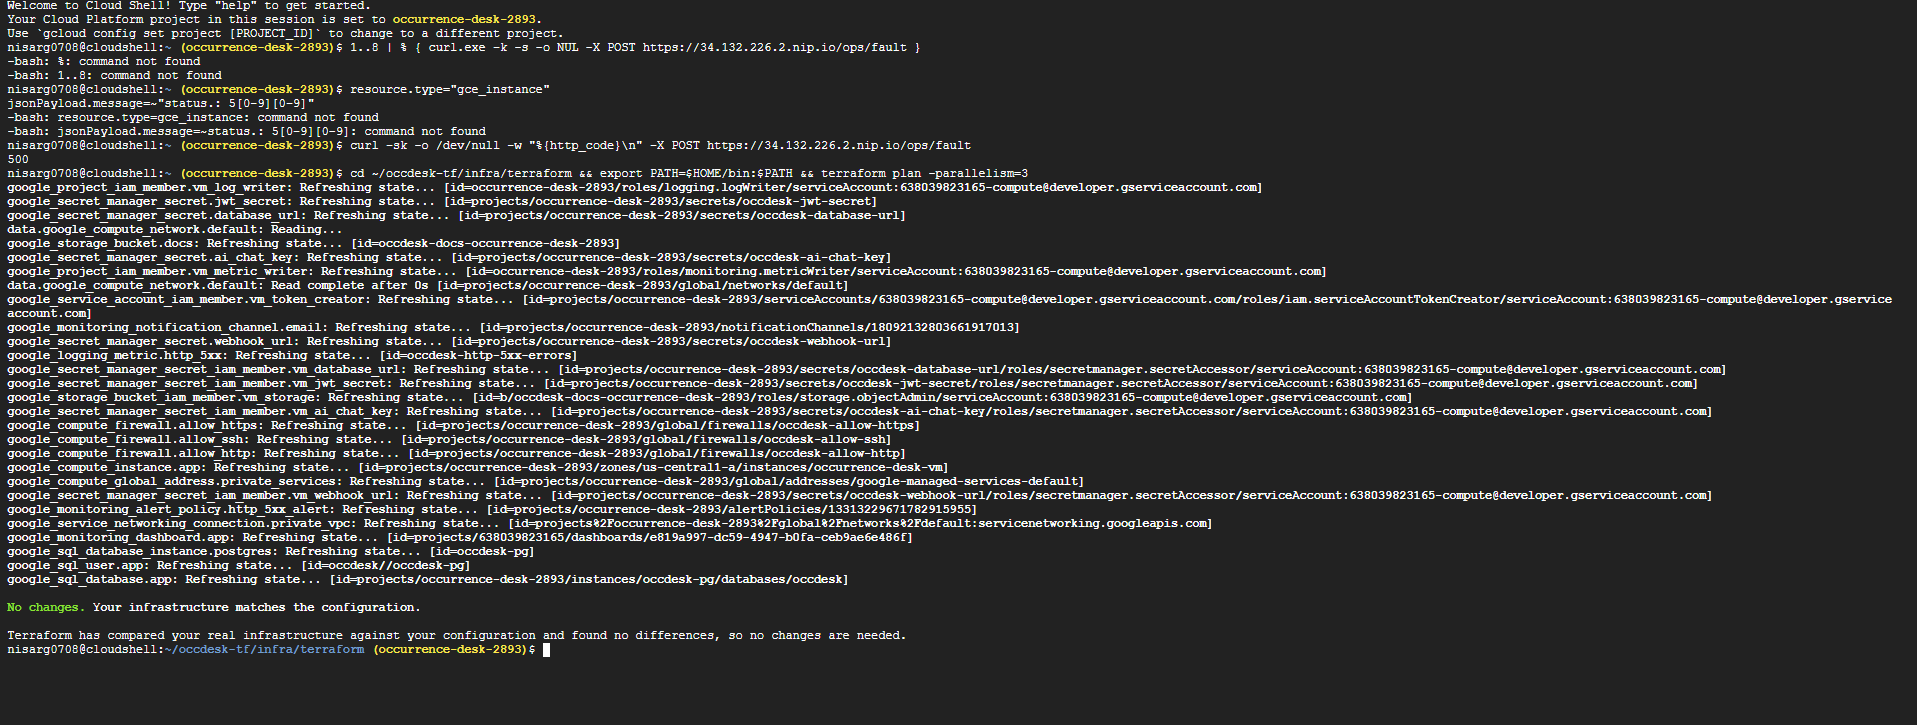 Welcome to Cloud Shell! Type "help" to get started.
Your Cloud Platform project in this session is set to occurrence-desk-2893.
Use `gcloud config set project [PROJECT_ID]` to change to a different project.
nisarg0708@cloudshell:~ (occurrence-desk-2893)$ 1..8 | % { curl.exe -k -s -o NUL -X POST https://34.132.226.2.nip.io/ops/fault }
-bash: %: command not found
-bash: 1..8: command not found
nisarg0708@cloudshell:~ (occurrence-desk-2893)$ resource.type="gce_instance"
jsonPayload.message=~"status.: 5[0-9][0-9]"
-bash: resource.type=gce_instance: command not found
-bash: jsonPayload.message=~status.: 5[0-9][0-9]: command not found
nisarg0708@cloudshell:~ (occurrence-desk-2893)$ curl -sk -o /dev/null -w "%{http_code}\n" -X POST https://34.132.226.2.nip.io/ops/fault
500
nisarg0708@cloudshell:~ (occurrence-desk-2893)$ cd ~/occdesk-tf/infra/terraform && export PATH=$HOME/bin:$PATH && terraform plan -parallelism=3
google_project_iam_member.vm_log_writer: Refreshing state... [id=occurrence-desk-2893/roles/logging.logWriter/serviceAccount:638039823165-compute@developer.gserviceaccount.com]
google_secret_manager_secret.jwt_secret: Refreshing state... [id=projects/occurrence-desk-2893/secrets/occdesk-jwt-secret]
google_secret_manager_secret.database_url: Refreshing state... [id=projects/occurrence-desk-2893/secrets/occdesk-database-url]
data.google_compute_network.default: Reading...
google_storage_bucket.docs: Refreshing state... [id=occdesk-docs-occurrence-desk-2893]
google_secret_manager_secret.ai_chat_key: Refreshing state... [id=projects/occurrence-desk-2893/secrets/occdesk-ai-chat-key]
google_project_iam_member.vm_metric_writer: Refreshing state... [id=occurrence-desk-2893/roles/monitoring.metricWriter/serviceAccount:638039823165-compute@developer.gserviceaccount.com]
data.google_compute_network.default: Read complete after 0s [id=projects/occurrence-desk-2893/global/networks/default]
google_service_account_iam_member.vm_token_creator: Refreshing state... [id=projects/occurrence-desk-2893/serviceAccounts/638039823165-compute@developer.gserviceaccount.com/roles/iam.serviceAccountTokenCreator/serviceAccount:638039823165-compute@developer.gservice
account.com]
google_monitoring_notification_channel.email: Refreshing state... [id=projects/occurrence-desk-2893/notificationChannels/18092132803661917013]
google_secret_manager_secret.webhook_url: Refreshing state... [id=projects/occurrence-desk-2893/secrets/occdesk-webhook-url]
google_logging_metric.http_5xx: Refreshing state... [id=occdesk-http-5xx-errors]
google_secret_manager_secret_iam_member.vm_database_url: Refreshing state... [id=projects/occurrence-desk-2893/secrets/occdesk-database-url/roles/secretmanager.secretAccessor/serviceAccount:638039823165-compute@developer.gserviceaccount.com]
google_secret_manager_secret_iam_member.vm_jwt_secret: Refreshing state... [id=projects/occurrence-desk-2893/secrets/occdesk-jwt-secret/roles/secretmanager.secretAccessor/serviceAccount:638039823165-compute@developer.gserviceaccount.com]
google_storage_bucket_iam_member.vm_storage: Refreshing state... [id=b/occdesk-docs-occurrence-desk-2893/roles/storage.objectAdmin/serviceAccount:638039823165-compute@developer.gserviceaccount.com]
google_secret_manager_secret_iam_member.vm_ai_chat_key: Refreshing state... [id=projects/occurrence-desk-2893/secrets/occdesk-ai-chat-key/roles/secretmanager.secretAccessor/serviceAccount:638039823165-compute@developer.gserviceaccount.com]
google_compute_firewall.allow_https: Refreshing state... [id=projects/occurrence-desk-2893/global/firewalls/occdesk-allow-https]
google_compute_firewall.allow_ssh: Refreshing state... [id=projects/occurrence-desk-2893/global/firewalls/occdesk-allow-ssh]
google_compute_firewall.allow_http: Refreshing state... [id=projects/occurrence-desk-2893/global/firewalls/occdesk-allow-http]
google_compute_instance.app: Refreshing state... [id=projects/occurrence-desk-2893/zones/us-central1-a/instances/occurrence-desk-vm]
google_compute_global_address.private_services: Refreshing state... [id=projects/occurrence-desk-2893/global/addresses/google-managed-services-default]
google_secret_manager_secret_iam_member.vm_webhook_url: Refreshing state... [id=projects/occurrence-desk-2893/secrets/occdesk-webhook-url/roles/secretmanager.secretAccessor/serviceAccount:638039823165-compute@developer.gserviceaccount.com]
google_monitoring_alert_policy.http_5xx_alert: Refreshing state... [id=projects/occurrence-desk-2893/alertPolicies/13313229671782915955]
google_service_networking_connection.private_vpc: Refreshing state... [id=projects%2Foccurrence-desk-2893%2Fglobal%2Fnetworks%2Fdefault:servicenetworking.googleapis.com]
google_monitoring_dashboard.app: Refreshing state... [id=projects/638039823165/dashboards/e819a997-dc59-4947-b0fa-ceb9ae6e486f]
google_sql_database_instance.postgres: Refreshing state... [id=occdesk-pg]
google_sql_user.app: Refreshing state... [id=occdesk//occdesk-pg]
google_sql_database.app: Refreshing state... [id=projects/occurrence-desk-2893/instances/occdesk-pg/databases/occdesk]
No changes. Your infrastructure matches the configuration.
Terraform has compared your real infrastructure against your configuration and found no differences, so no changes are needed.
nisarg0708@cloudshell:~/occdesk-tf/infra/terraform (occurrence-desk-2893)$